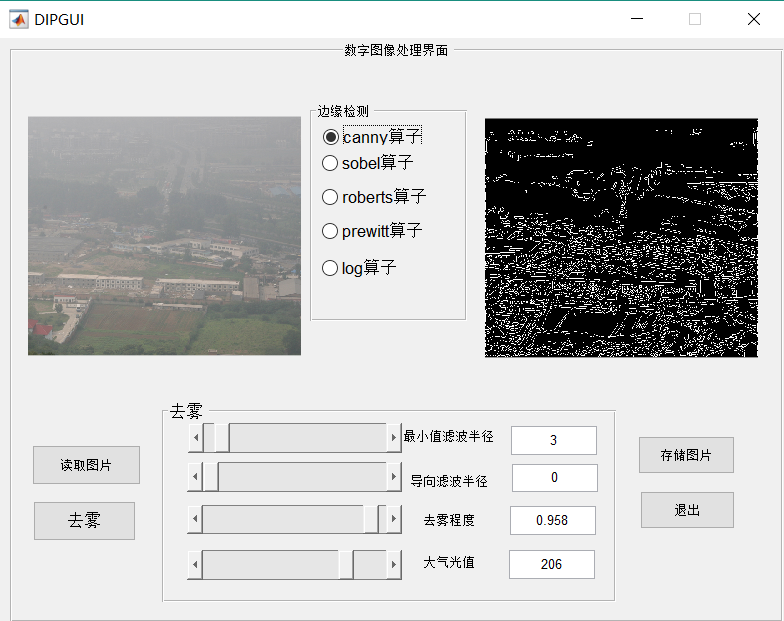 DIPGUI
数字图像处理界面
边缘检测
canny算子
sobel算子
roberts算子
prewitt算子
log算子
去雾
最小值滤波半径
3
导向滤波半径
0
去雾程度
0.958
大气光值
206
读取图片
去雾
存储图片
退出